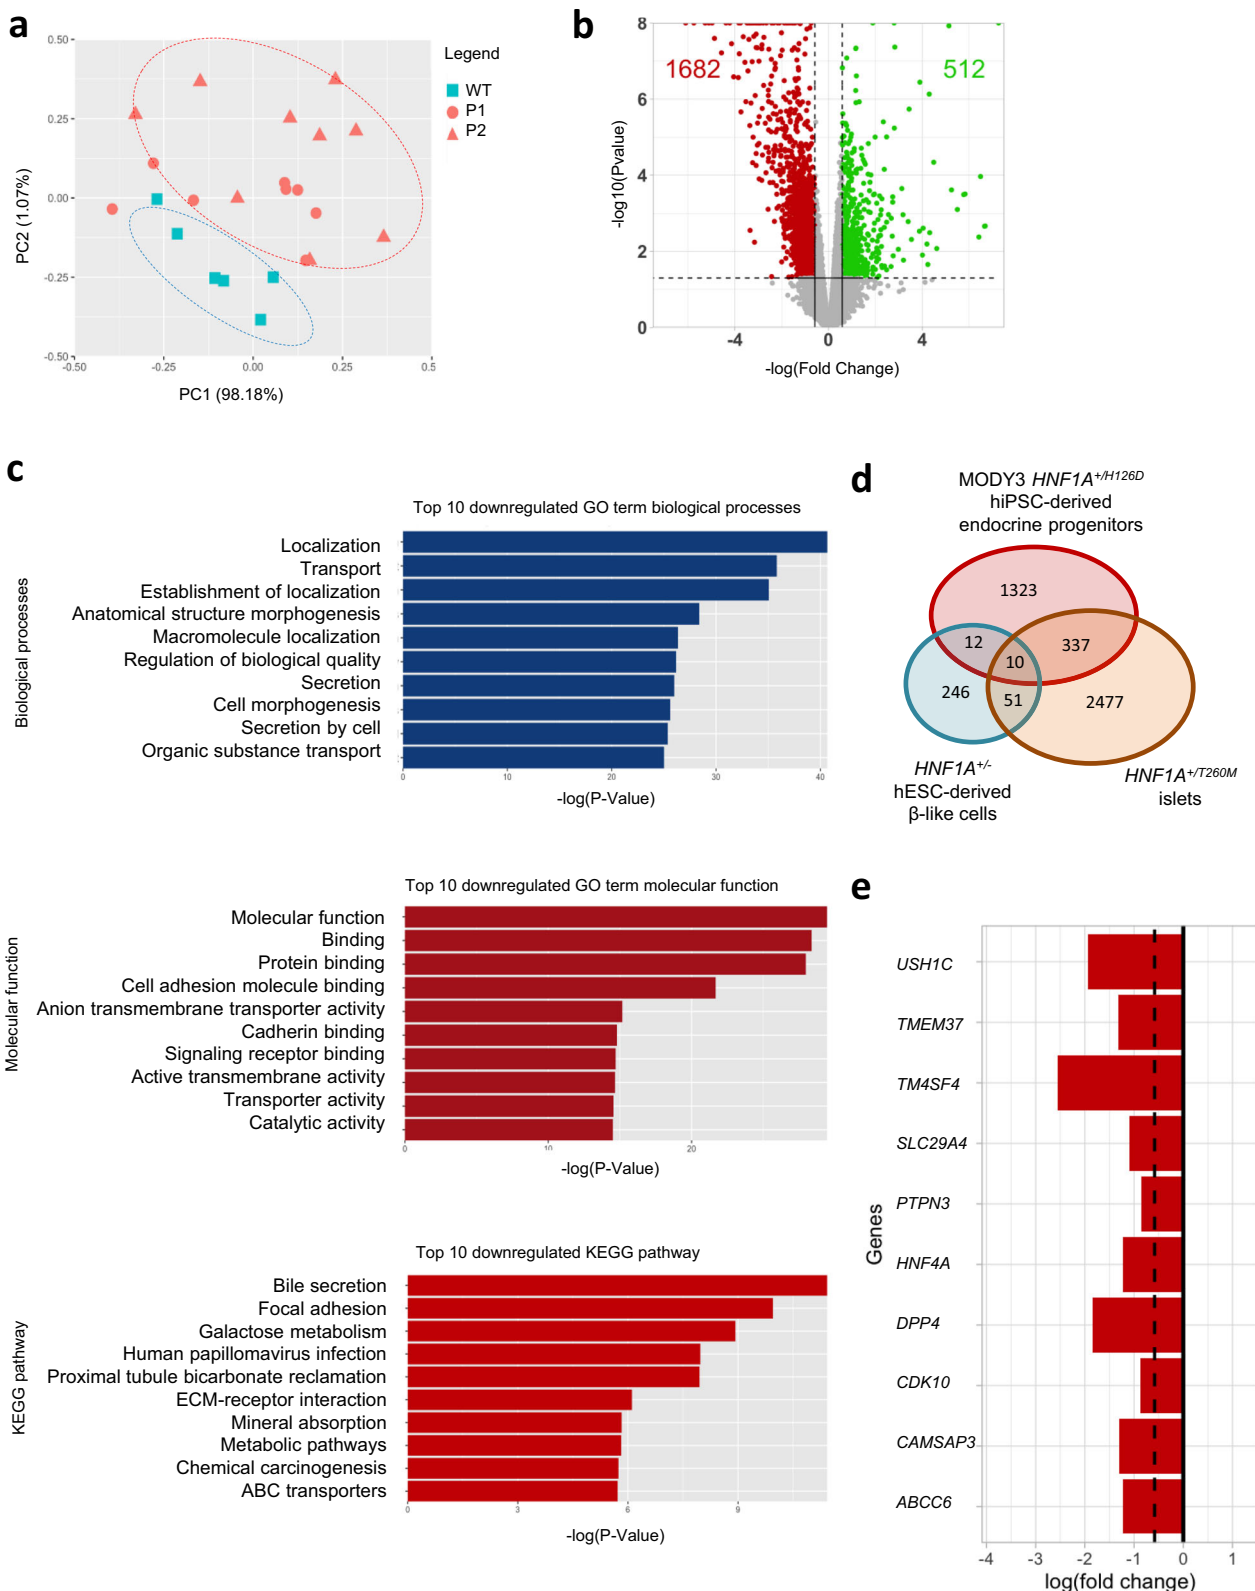 a
0.50
0.25
0.00
-0.25
-0.50
-0.50
-0.25
0.00
0.25
0.5
PC2 (1.07%)
PC1 (98.18%)
Legend
WT
P1
P2
b
8
6
4
2
0
-4
0
4
1682
512
-log10(Pvalue)
-log(Fold Change)
c
Biological processes
Top 10 downregulated GO term biological processes
Localization
Transport
Establishment of localization
Anatomical structure morphogenesis
Macromolecule localization
Regulation of biological quality
Secretion
Cell morphogenesis
Secretion by cell
Organic substance transport
0
10
20
30
40
-log(P-Value)
Molecular function
Top 10 downregulated GO term molecular function
Molecular function
Binding
Protein binding
Cell adhesion molecule binding
Anion transmembrane transporter activity
Cadherin binding
Signaling receptor binding
Active transmembrane activity
Transporter activity
Catalytic activity
0
10
20
-log(P-Value)
KEGG pathway
Top 10 downregulated KEGG pathway
Bile secretion
Focal adhesion
Galactose metabolism
Human papillomavirus infection
Proximal tubule bicarbonate reclamation
ECM-receptor interaction
Mineral absorption
Metabolic pathways
Chemical carcinogenesis
ABC transporters
0
3
6
9
-log(P-Value)
d
MODY3 HNF1A+/H126D
hiPSC-derived
endocrine progenitors
1323
12
10
337
246
51
2477
HNF1A+/-
hESC-derived
β-like cells
HNF1A+/T260M
islets
e
Genes
USH1C
TMEM37
TM4SF4
SLC29A4
PTPN3
HNF4A
DPP4
CDK10
CAMSAP3
ABCC6
-4
-3
-2
-1
0
1
log(fold change)